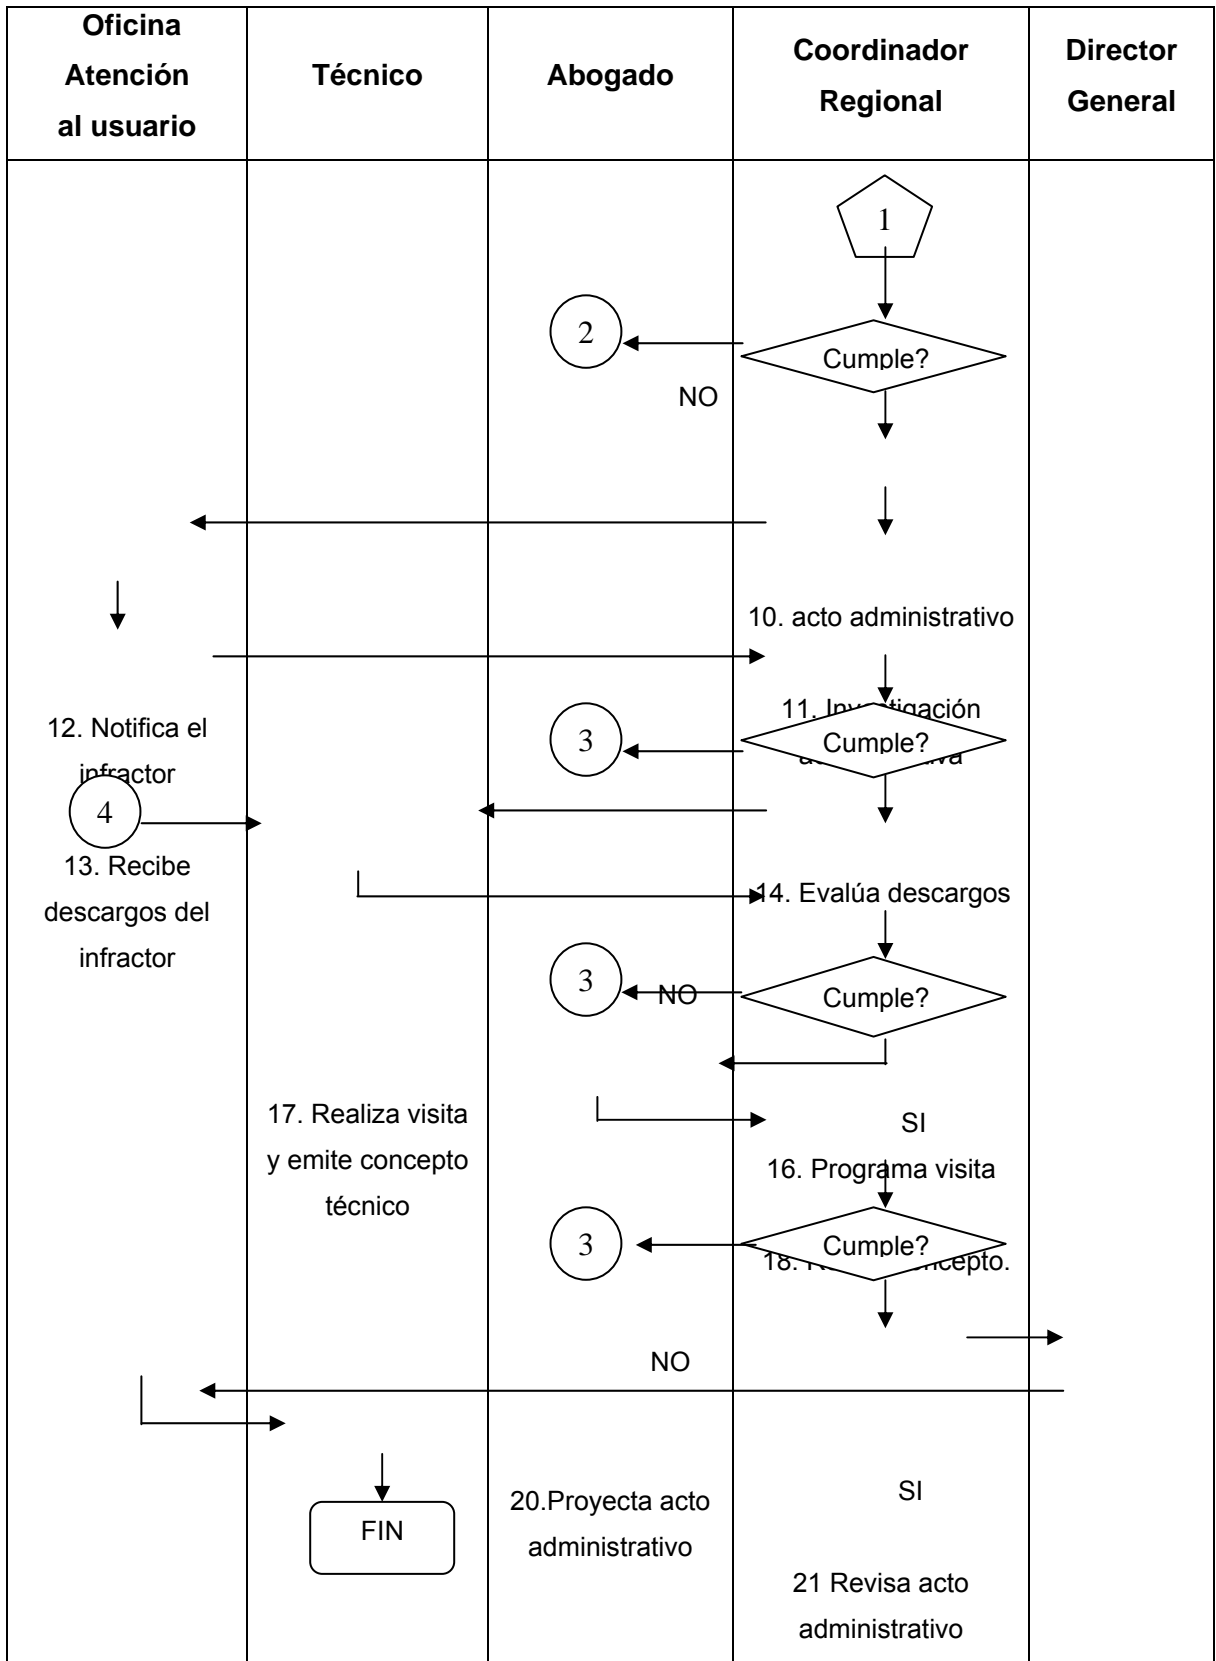 Oficina
Atención
al usuario
Técnico
Abogado
Coordinador
Regional
Director
General
1
2
Cumple?
NO
10. acto administrativo
11.
12. Notifica el
infractor
3
Cumple?
4
13. Recibe
descargos del
infractor
14. Evalúa descargos
3
NO
Cumple?
17. Realiza visita
y emite concepto
técnico
SI
16. Programa visita
3
Cumple?
18.
NO
FIN
20.Proyecta acto
administrativo
SI
21 Revisa acto
administrativo